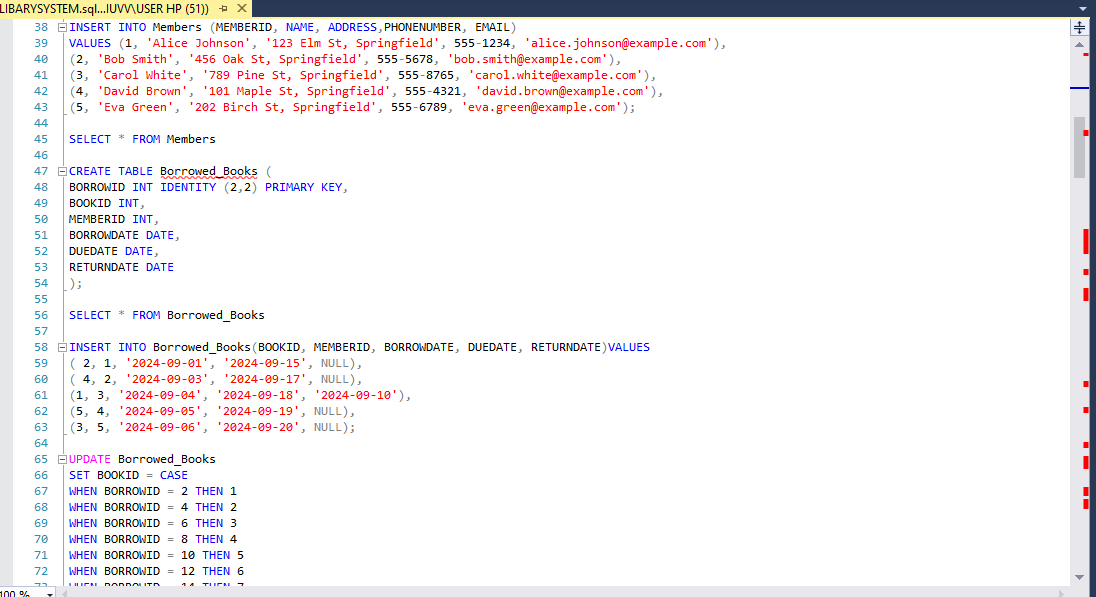 LIBARYSYSTEM.sql...IUVV\USER HP (51))
38 INSERT INTO Members (MEMBERID, NAME, ADDRESS,PHONENUMBER, EMAIL)
39 VALUES (1, 'Alice Johnson', '123 Elm St, Springfield', 555-1234, 'alice.johnson@example.com'),
40 (2, 'Bob Smith', '456 Oak St, Springfield', 555-5678, 'bob.smith@example.com'),
41 (3, 'Carol White', '789 Pine St, Springfield', 555-8765, 'carol.white@example.com'),
42 (4, 'David Brown', '101 Maple St, Springfield', 555-4321, 'david.brown@example.com'),
43 (5, 'Eva Green', '202 Birch St, Springfield', 555-6789, 'eva.green@example.com');
44
45 SELECT * FROM Members
46
47 CREATE TABLE Borrowed_Books (
48 BORROWID INT IDENTITY (2,2) PRIMARY KEY,
49 BOOKID INT,
50 MEMBERID INT,
51 BORROWDATE DATE,
52 DUEDATE DATE,
53 RETURNDATE DATE
54 );
55
56 SELECT * FROM Borrowed_Books
57
58 INSERT INTO Borrowed_Books(BOOKID, MEMBERID, BORROWDATE, DUEDATE, RETURNDATE)VALUES
59 ( 2, 1, '2024-09-01', '2024-09-15', NULL),
60 ( 4, 2, '2024-09-03', '2024-09-17', NULL),
61 (1, 3, '2024-09-04', '2024-09-18', '2024-09-10'),
62 (5, 4, '2024-09-05', '2024-09-19', NULL),
63 (3, 5, '2024-09-06', '2024-09-20', NULL);
64
65 UPDATE Borrowed_Books
66 SET BOOKID = CASE
67 WHEN BORROWID = 2 THEN 1
68 WHEN BORROWID = 4 THEN 2
69 WHEN BORROWID = 6 THEN 3
70 WHEN BORROWID = 8 THEN 4
71 WHEN BORROWID = 10 THEN 5
72 WHEN BORROWID = 12 THEN 6
73 WHEN BORROWID = 14 THEN 7
100 %